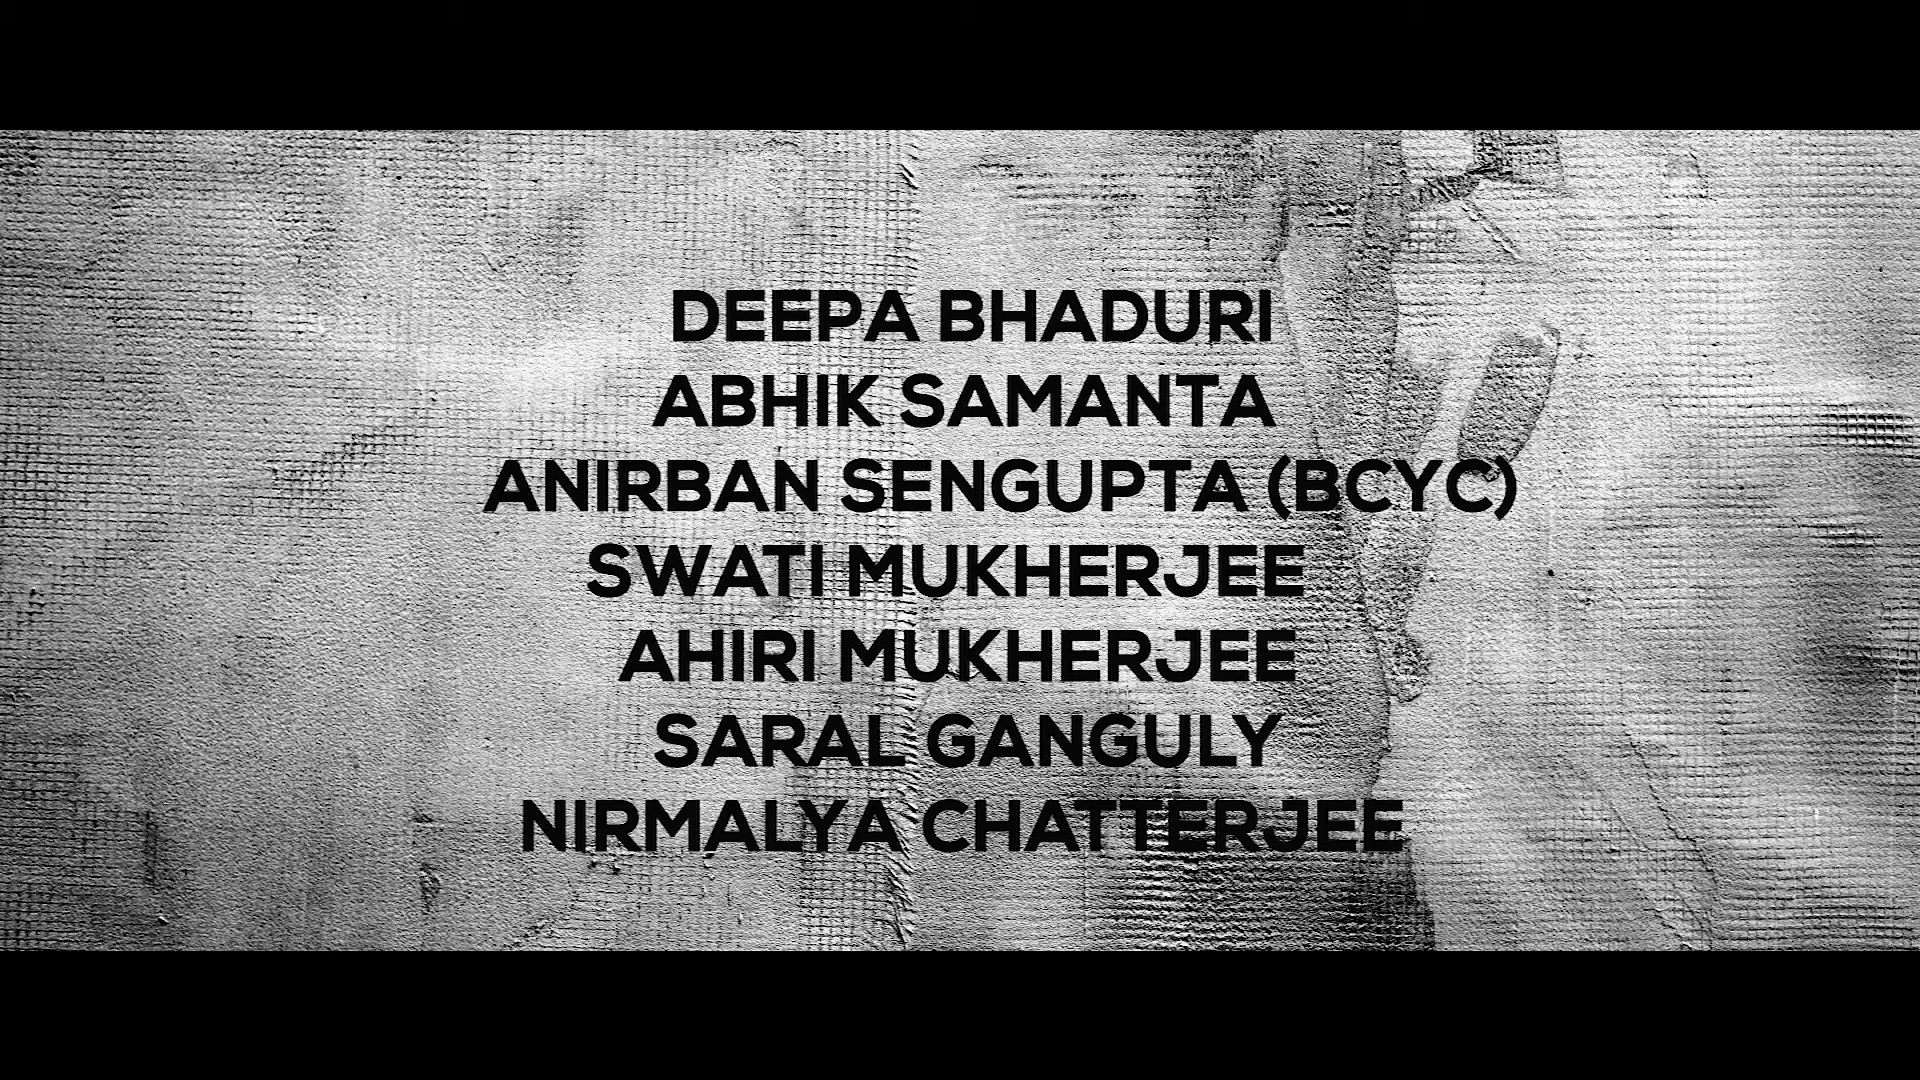 DEEPA BHADURI
ABHIK SAMANTA
ANIRBAN SENGUPTA (BCYC)
SWATI MUKHERJEE
AHIRI MUKHERJEE
SARAL GANGULY
NIRMALYA CHATTERJEE